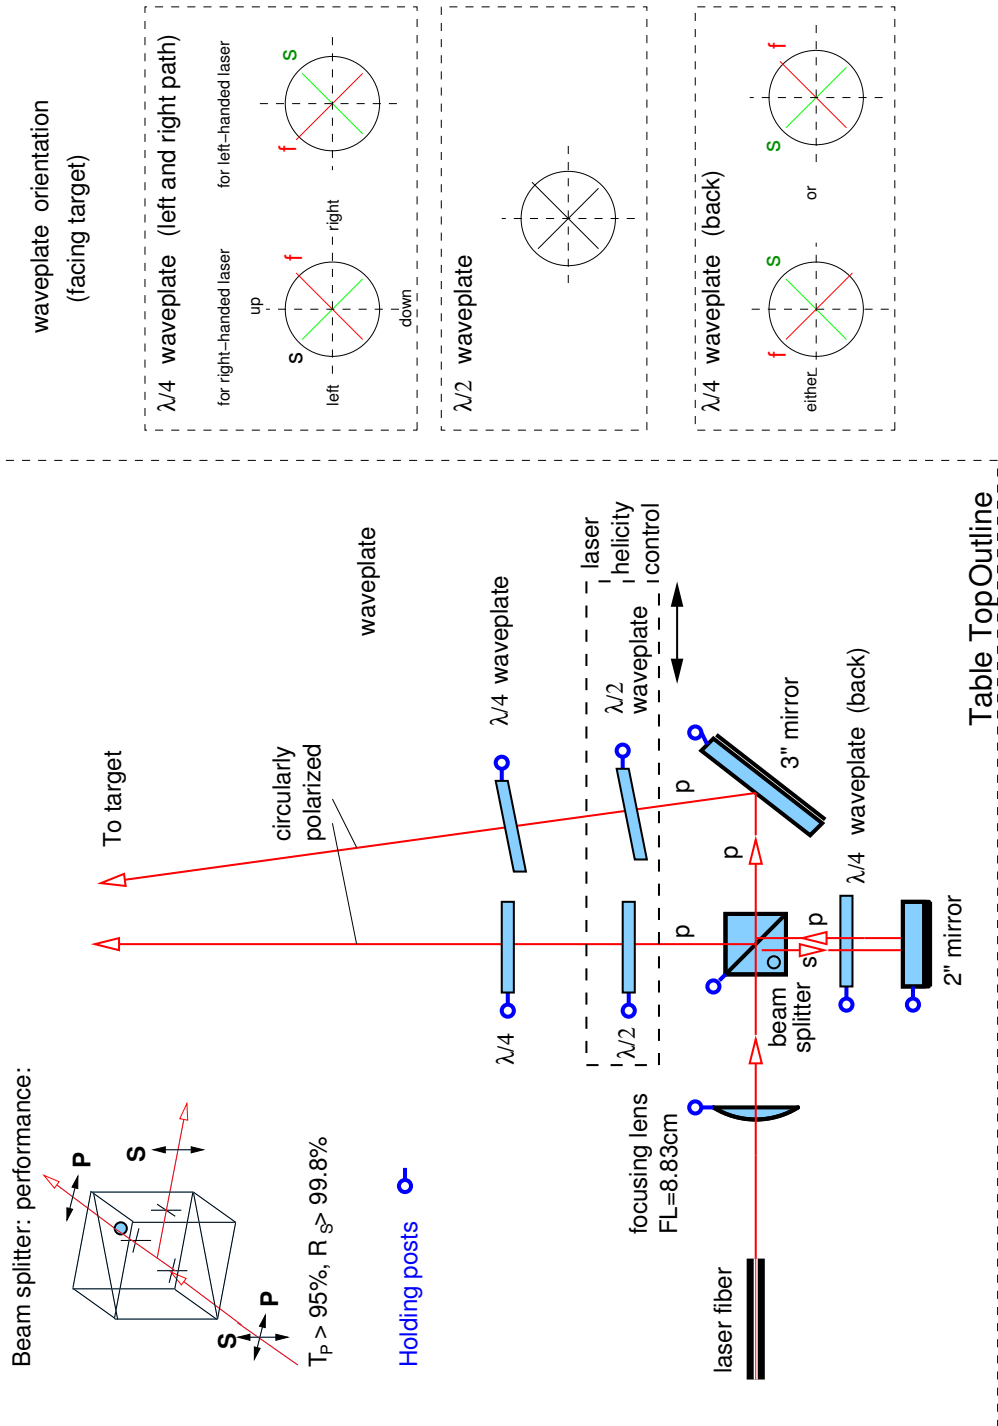 Beam splitter: performance:
P
S
S
P
TP > 95%, RS > 99.8%
Holding posts
To target
circularly
polarized
waveplate
λ/4
λ/4 waveplate
λ/2
λ/2
waveplate
laser
helicity
control
p
p
p
3" mirror
focusing lens
FL=8.83cm
laser fiber
beam
splitter
s
p
λ/4 waveplate (back)
2" mirror
Table Top Outline
waveplate orientation
(facing target)
λ/4 waveplate (left and right path)
for right-handed laser
for left-handed laser
up
s
f
f
s
left
right
down
λ/2 waveplate
λ/4 waveplate (back)
f
s
s
f
either
or